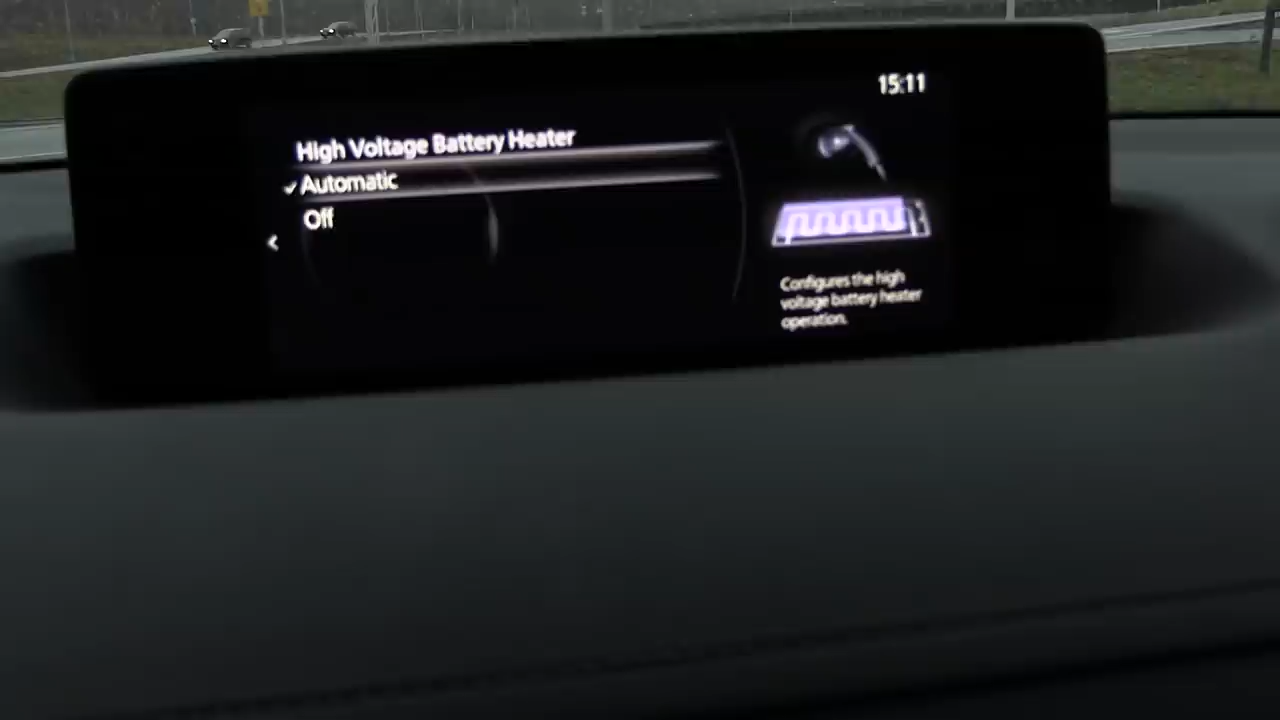 15:11
High Voltage Battery Heater
Automatic
Off
Configures the high
voltage battery heater
operation.